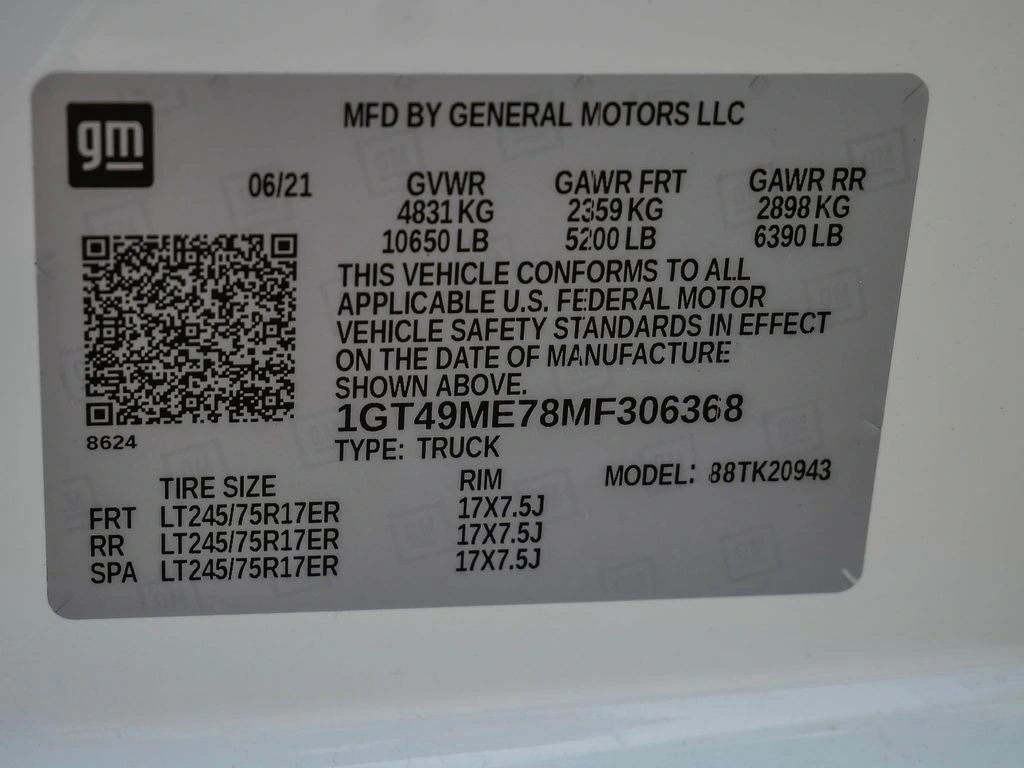 gm
MFD BY GENERAL MOTORS LLC
06/21 GVWR GAWR FRT GAWR RR
4831 KG 2359 KG 2898 KG
10650 LB 5200 LB 6390 LB
THIS VEHICLE CONFORMS TO ALL
APPLICABLE U.S. FEDERAL MOTOR
VEHICLE SAFETY STANDARDS IN EFFECT
ON THE DATE OF MANUFACTURE
SHOWN ABOVE.
1GT49ME78MF306368
8624
TYPE: TRUCK
TIRE SIZE RIM MODEL: 88TK20943
FRT LT245/75R17ER 17X7.5J
RR LT245/75R17ER 17X7.5J
SPA LT245/75R17ER 17X7.5J